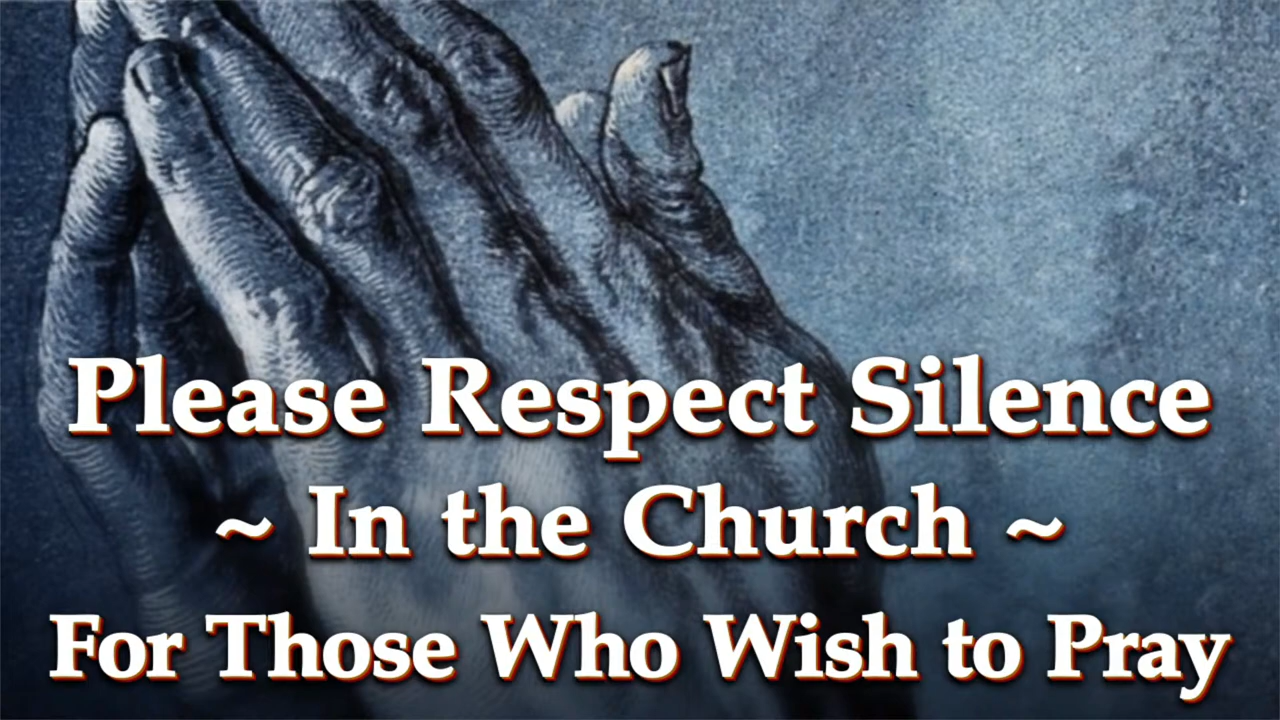 Please Respect Silence
~ In the Church ~
For Those Who Wish to Pray